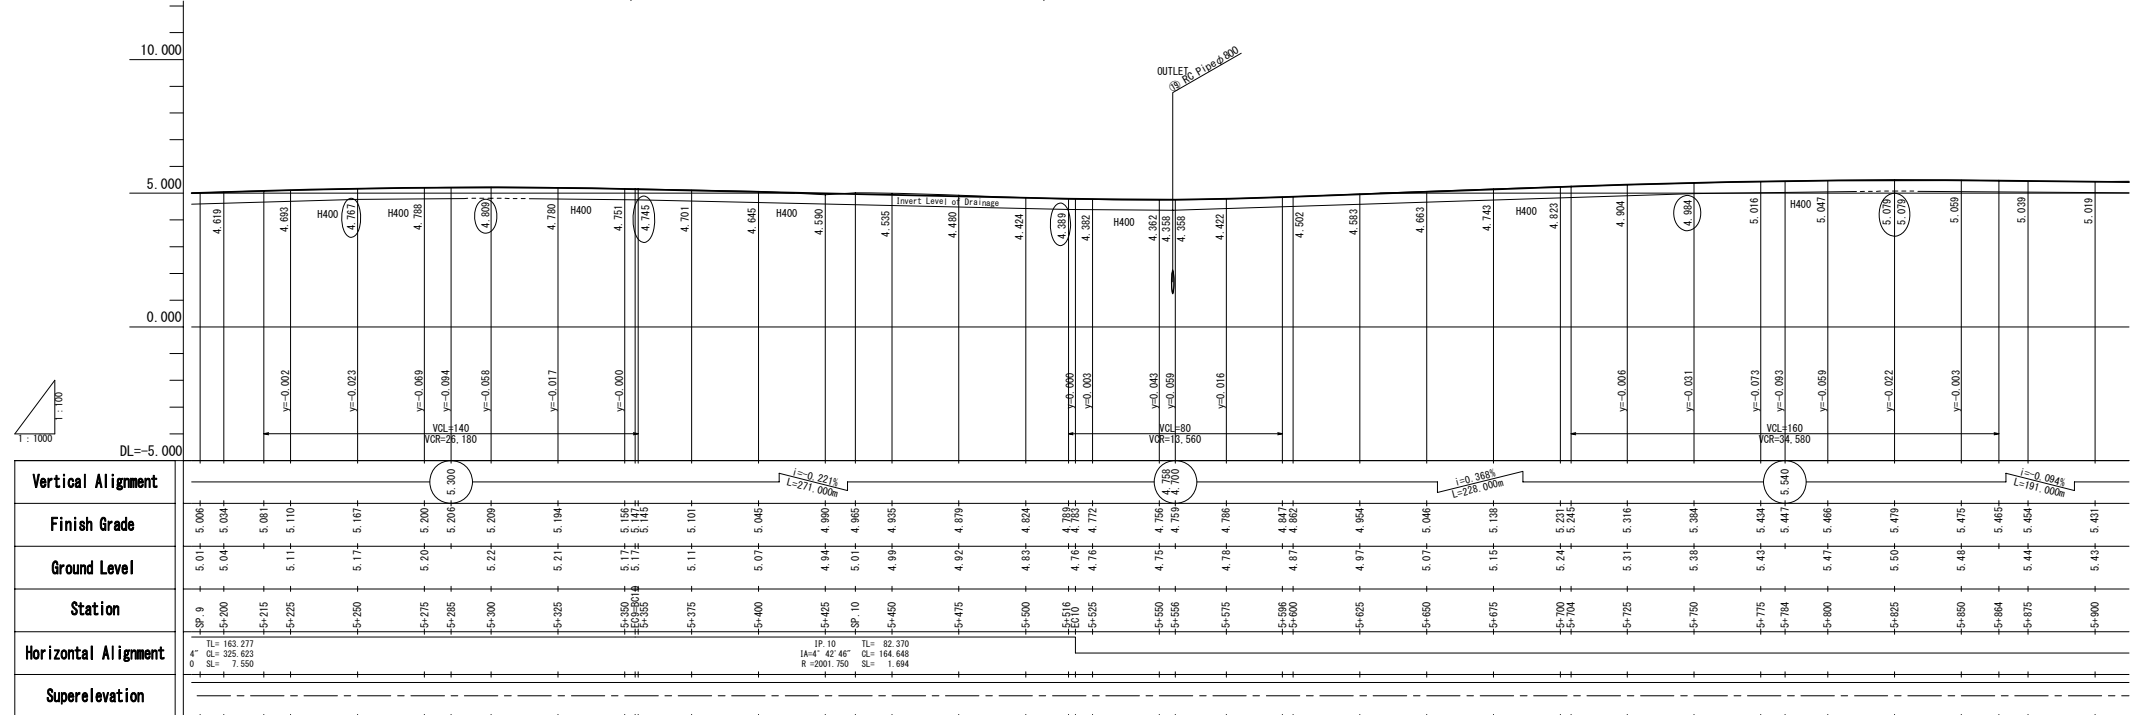 10.000
5.000
0.000
DL=-5.000
1 : 100
1 : 1000
OUTLET
⑲ RC Pipeφ800
Invert Level of Drainage
4.619
4.693
H400
4.767
H400
4.788
4.809
4.780
H400
4.751
4.745
4.701
4.645
H400
4.590
4.535
4.480
4.424
4.389
4.382
H400
4.362
4.358
4.358
4.422
4.502
4.583
4.663
4.743
H400
4.823
4.904
4.984
5.016
H400
5.047
5.079
5.079
5.059
5.039
5.019
y=-0.002
y=-0.023
y=-0.069
y=-0.094
y=-0.058
y=-0.017
y=-0.000
y=0.000
y=0.003
y=0.043
y=0.059
y=0.016
y=-0.006
y=-0.031
y=-0.073
y=-0.093
y=-0.059
y=-0.022
y=-0.003
VCL=140
VCR=26,180
VCL=80
VCR=13,560
VCL=160
VCR=34,580
Vertical Alignment
5.300
i=-0.221%
L=271.000m
4.758
4.700
i=0.368%
L=228.000m
5.540
i=-0.094%
L=191.000m
Finish Grade
5.006
5.034
5.081
5.110
5.167
5.200
5.206
5.209
5.194
5.156
5.147
5.145
5.101
5.045
4.990
4.965
4.935
4.879
4.824
4.789
4.783
4.772
4.756
4.759
4.786
4.847
4.862
4.954
5.046
5.138
5.231
5.245
5.316
5.384
5.434
5.447
5.466
5.479
5.475
5.465
5.454
5.431
Ground Level
5.01
5.04
5.11
5.17
5.20
5.22
5.21
5.17
5.17
5.11
5.07
4.94
5.01
4.99
4.92
4.83
4.76
4.76
4.75
4.78
4.87
4.97
5.07
5.15
5.24
5.31
5.38
5.43
5.47
5.50
5.48
5.44
5.43
Station
SP.9
5+200
5+215
5+225
5+250
5+275
5+285
5+300
5+325
5+350
EC9=BC10
5+355
5+375
5+400
5+425
SP.10
5+450
5+475
5+500
5+516
EC10
5+525
5+550
5+556
5+575
5+596
5+600
5+625
5+650
5+675
5+700
5+704
5+725
5+750
5+775
5+784
5+800
5+825
5+850
5+864
5+875
5+900
Horizontal Alignment
TL= 163.277
4" CL= 325.623
0 SL= 7.550
IP.10 TL= 82.370
IA=4° 42' 46" CL= 164.648
R =2001.750 SL= 1.694
Superelevation